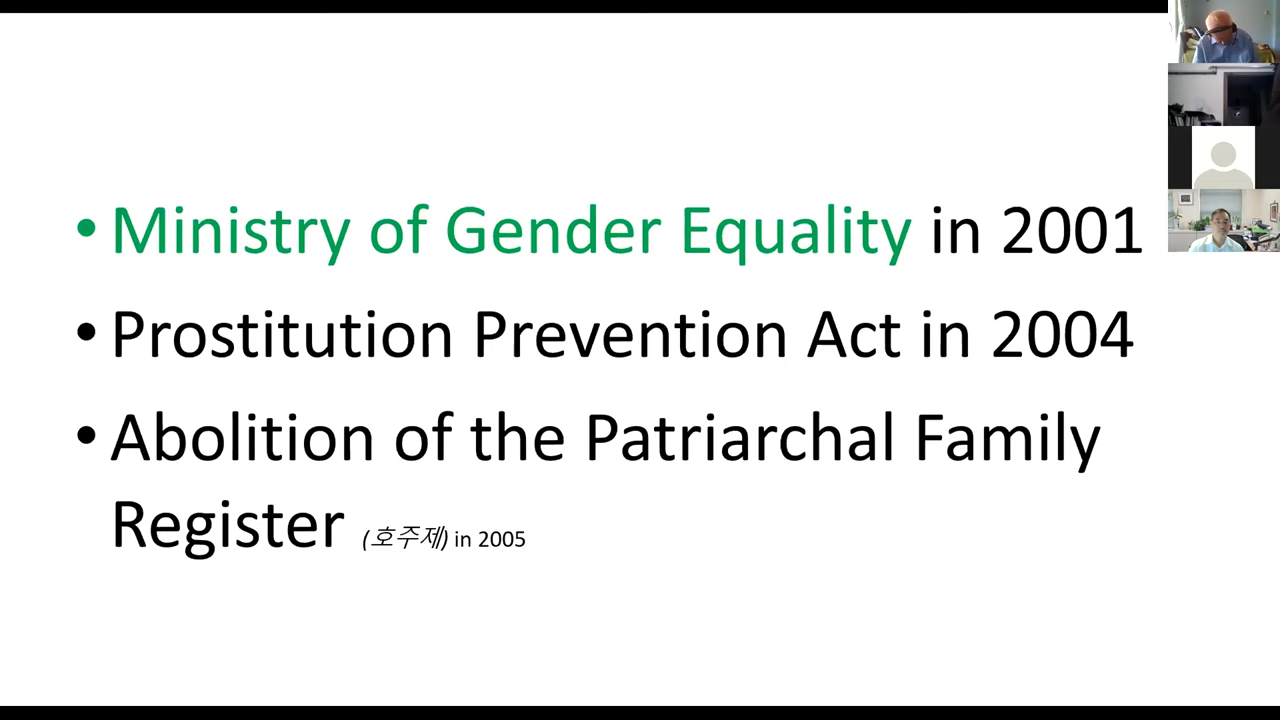 • Ministry of Gender Equality in 2001
• Prostitution Prevention Act in 2004
• Abolition of the Patriarchal Family
Register (호주제) in 2005